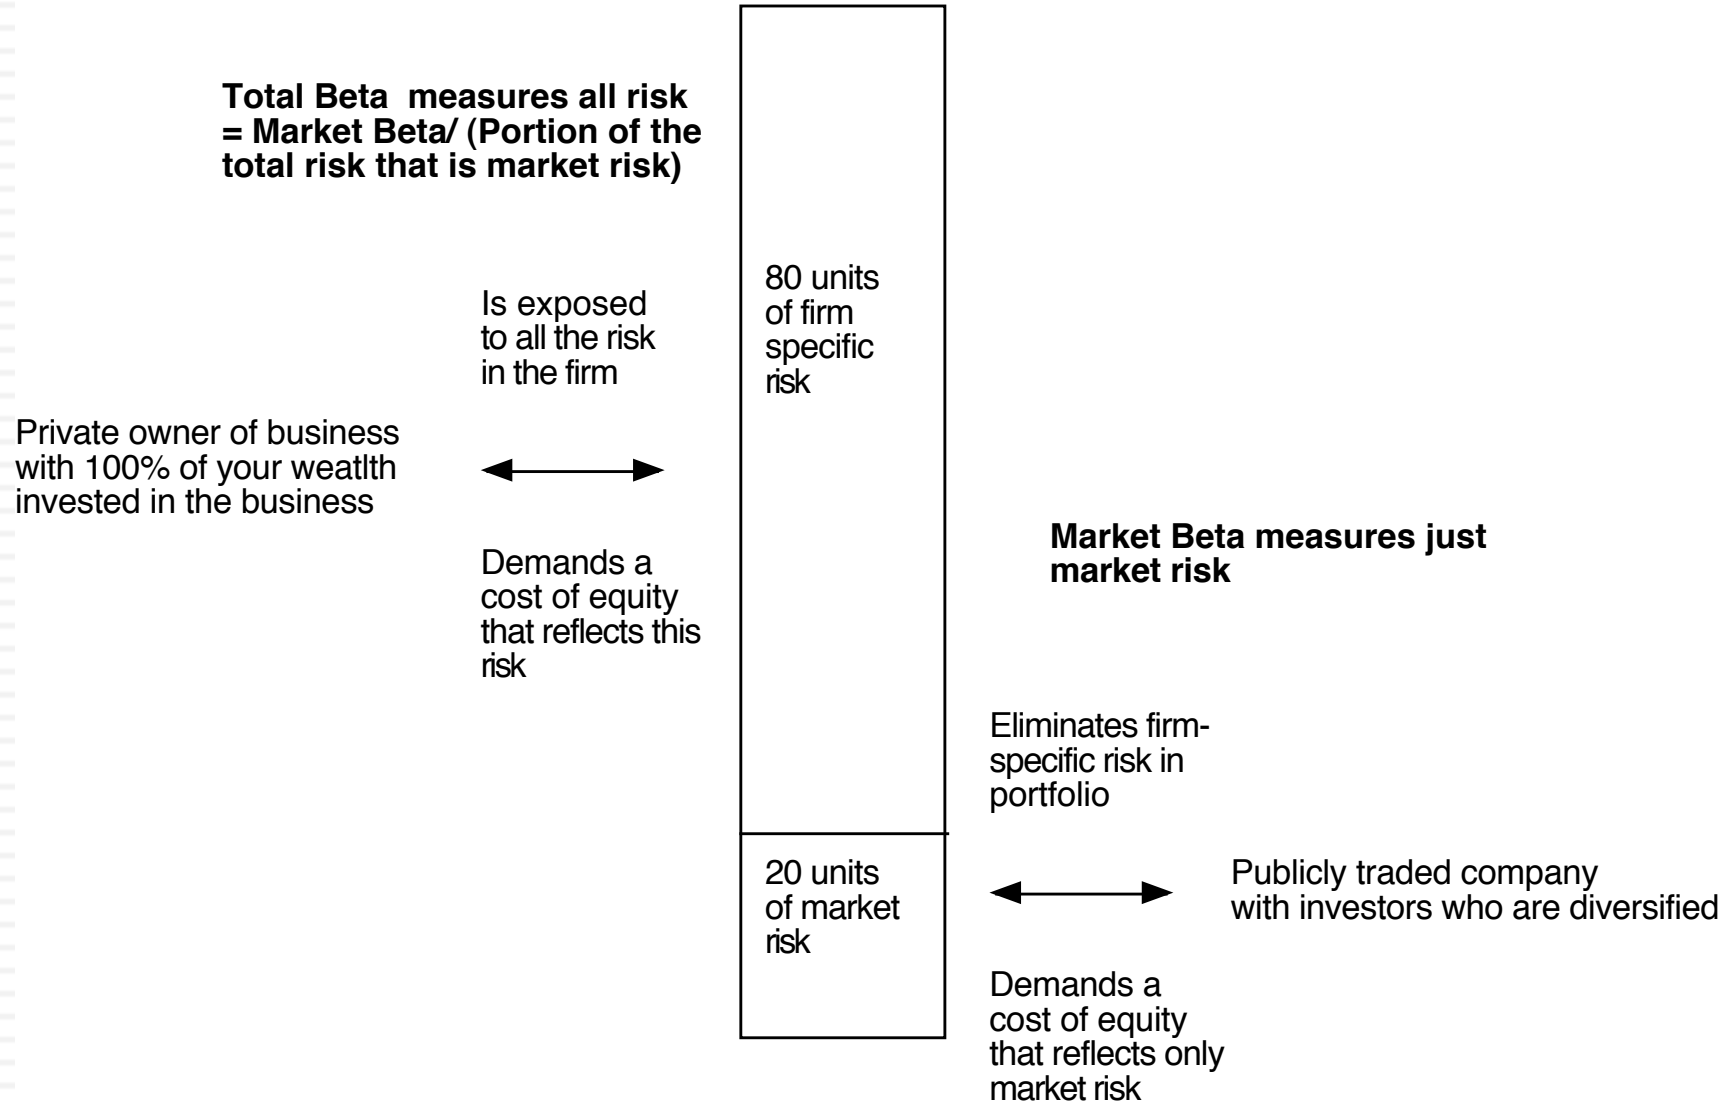 Total Beta  measures all risk
= Market Beta/ (Portion of the
total risk that is market risk)
80 units
of firm
specific
risk
Is exposed
to all the risk
in the firm
Private owner of business
with 100% of your weatlth
invested in the business
Demands a
cost of equity
that reflects this
risk
Market Beta measures just
market risk
Eliminates firm-
specific risk in
portfolio
20 units
of market
risk
Publicly traded company
with investors who are diversified
Demands a
cost of equity
that reflects only
market risk